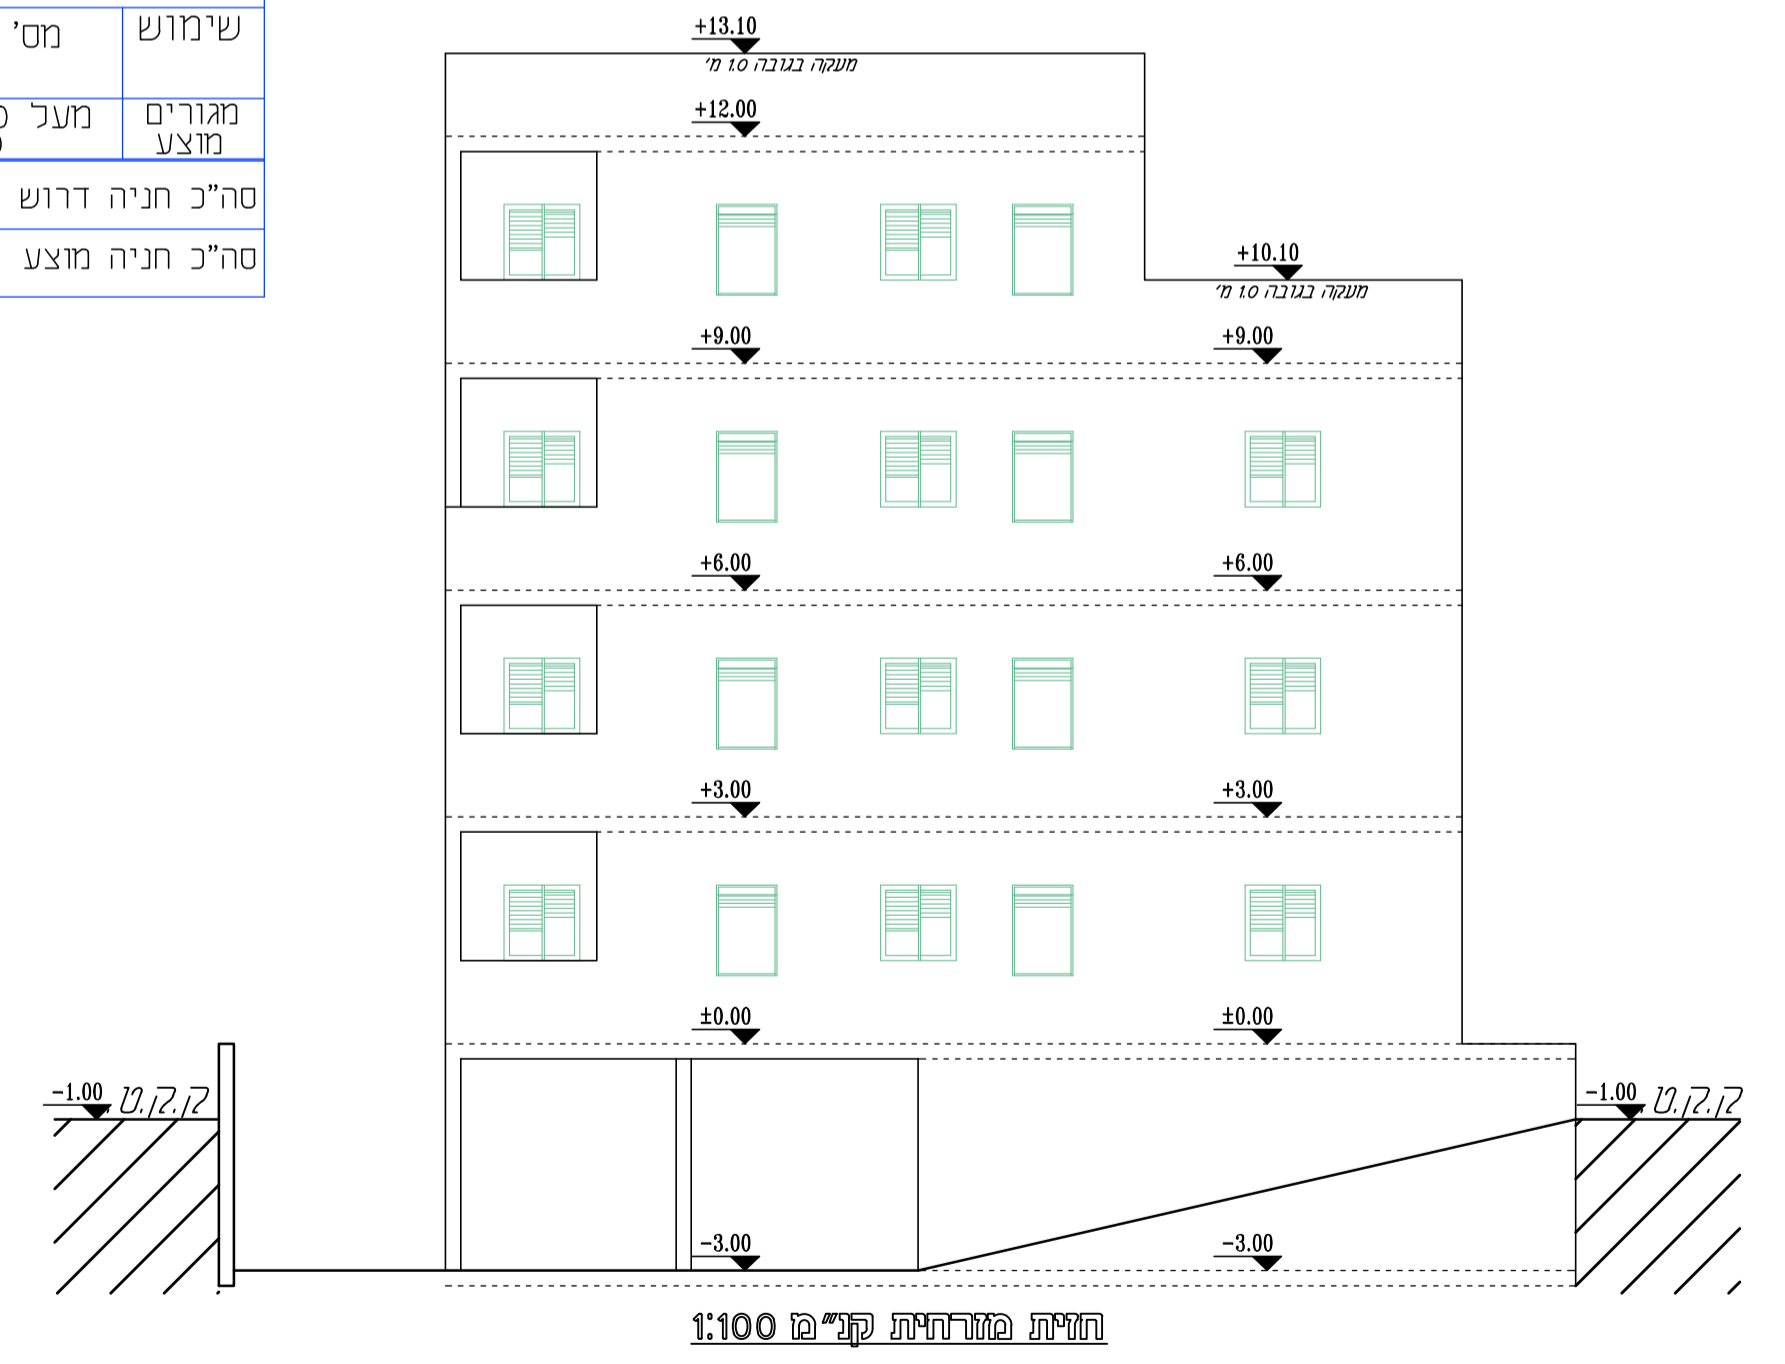 שימוש מס'
מגורים מוצע מעל
סה"כ חניה דרוש
סה"כ חניה מוצע
+13.10
מעקה בגובה 1.0 מ'
+12.00
+10.10
מעקה בגובה 1.0 מ'
+9.00 +9.00
+6.00 +6.00
+3.00 +3.00
±0.00 ±0.00
-1.00 ק.ק.ט.
-1.00 ק.ק.ט.
-3.00 -3.00
חזית מזרחית קנ"מ 1:100